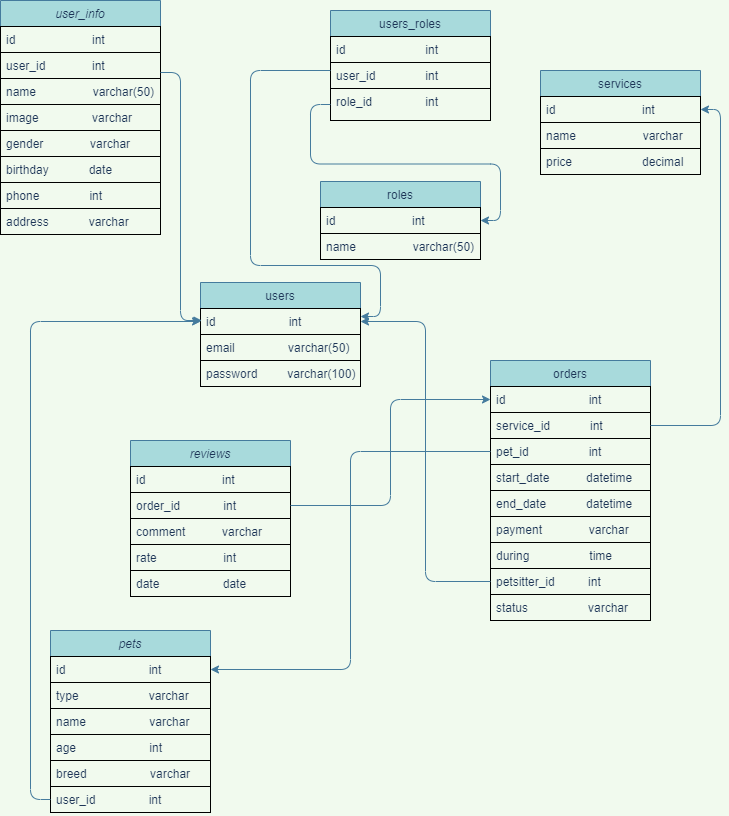 user_info
id int
user_id int
name varchar(50)
image varchar
gender varchar
birthday date
phone int
address varchar
users_roles
id int
user_id int
role_id int
services
id int
name varchar
price decimal
roles
id int
name varchar(50)
users
id int
email varchar(50)
password varchar(100)
orders
id int
service_id int
pet_id int
start_date datetime
end_date datetime
payment varchar
during time
petsitter_id int
status varchar
reviews
id int
order_id int
comment varchar
rate int
date date
pets
id int
type varchar
name varchar
age int
breed varchar
user_id int